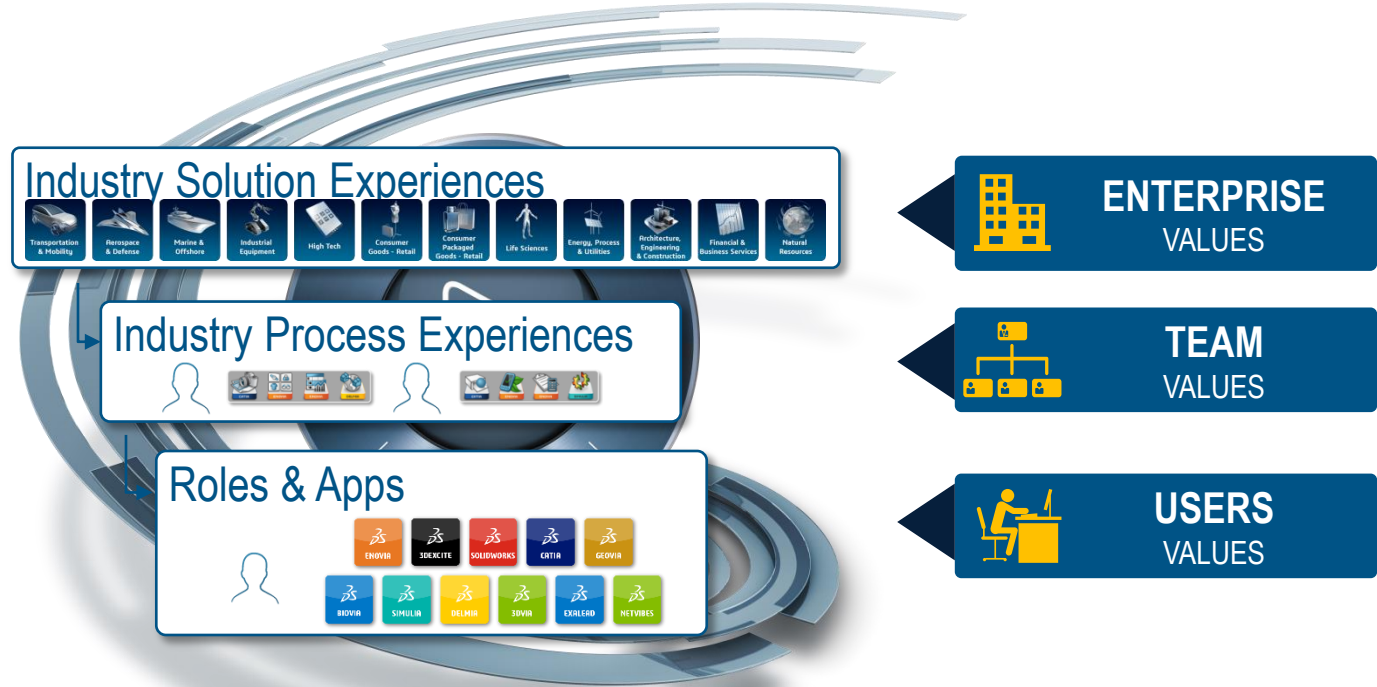 Industry Solution Experiences
Transportation
& Mobility
Aerospace
& Defense
Marine &
Offshore
Industrial
Equipment
High Tech
Consumer
Goods - Retail
Consumer
Packaged
Goods - Retail
Life Sciences
Energy, Process
& Utilities
Architecture,
Engineering
& Construction
Financial &
Business Services
Natural
Resources
ENTERPRISE
VALUES
Industry Process Experiences
TEAM
VALUES
Roles & Apps
ENOVIA
3DEXCITE
SOLIDWORKS
CATIA
GEOVIA
BIOVIA
SIMULIA
DELMIA
3DVIA
EXALEAD
NETVIBES
USERS
VALUES